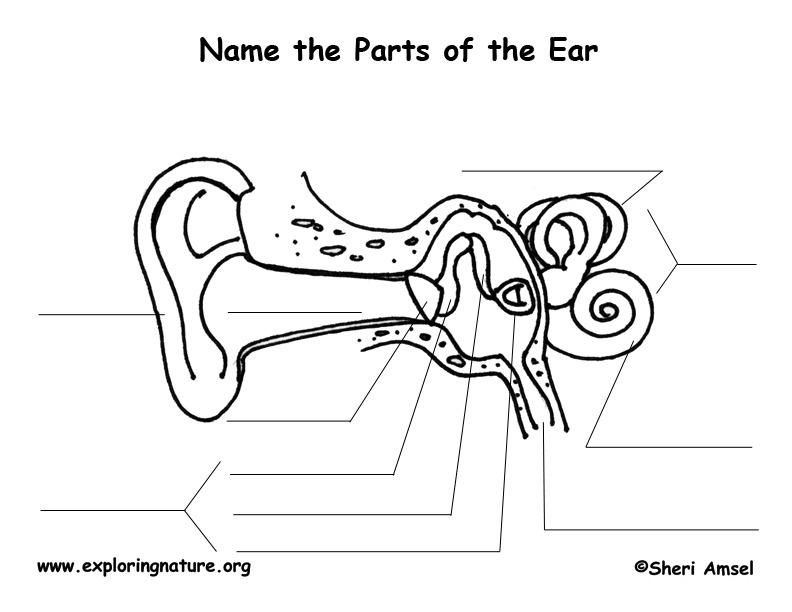 Name the Parts of the Ear
www.exploringnature.org
©Sheri Amsel